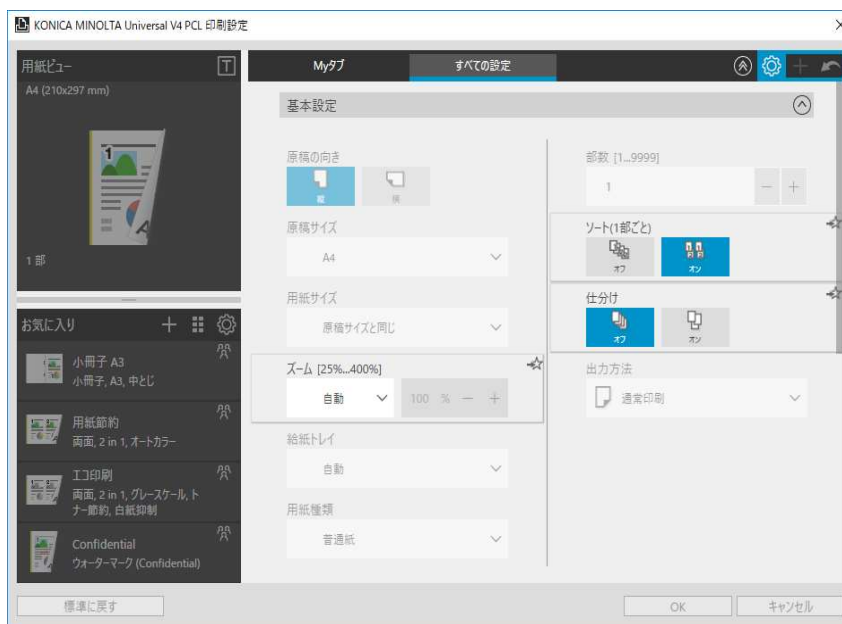 KONICA MINOLTA Universal V4 PCL 印刷設定
用紙ビュー
A4 (210x297 mm)
1 部
お気に入り
小冊子 A3
小冊子, A3, 中とじ
用紙節約
両面, 2 in 1, オートカラー
エコ印刷
両面, 2 in 1, グレースケール, ト
ナー節約, 白紙抑制
Confidential
ウォーターマーク (Confidential)
標準に戻す
Myタブ
すべての設定
基本設定
原稿の向き
縦
横
原稿サイズ
A4
用紙サイズ
原稿サイズと同じ
ズーム [25%...400%]
自動
100 %
給紙トレイ
自動
用紙種類
普通紙
部数 [1...9999]
1
ソート(1部ごと)
オフ
オン
仕分け
オフ
オン
出力方法
通常印刷
OK
キャンセル